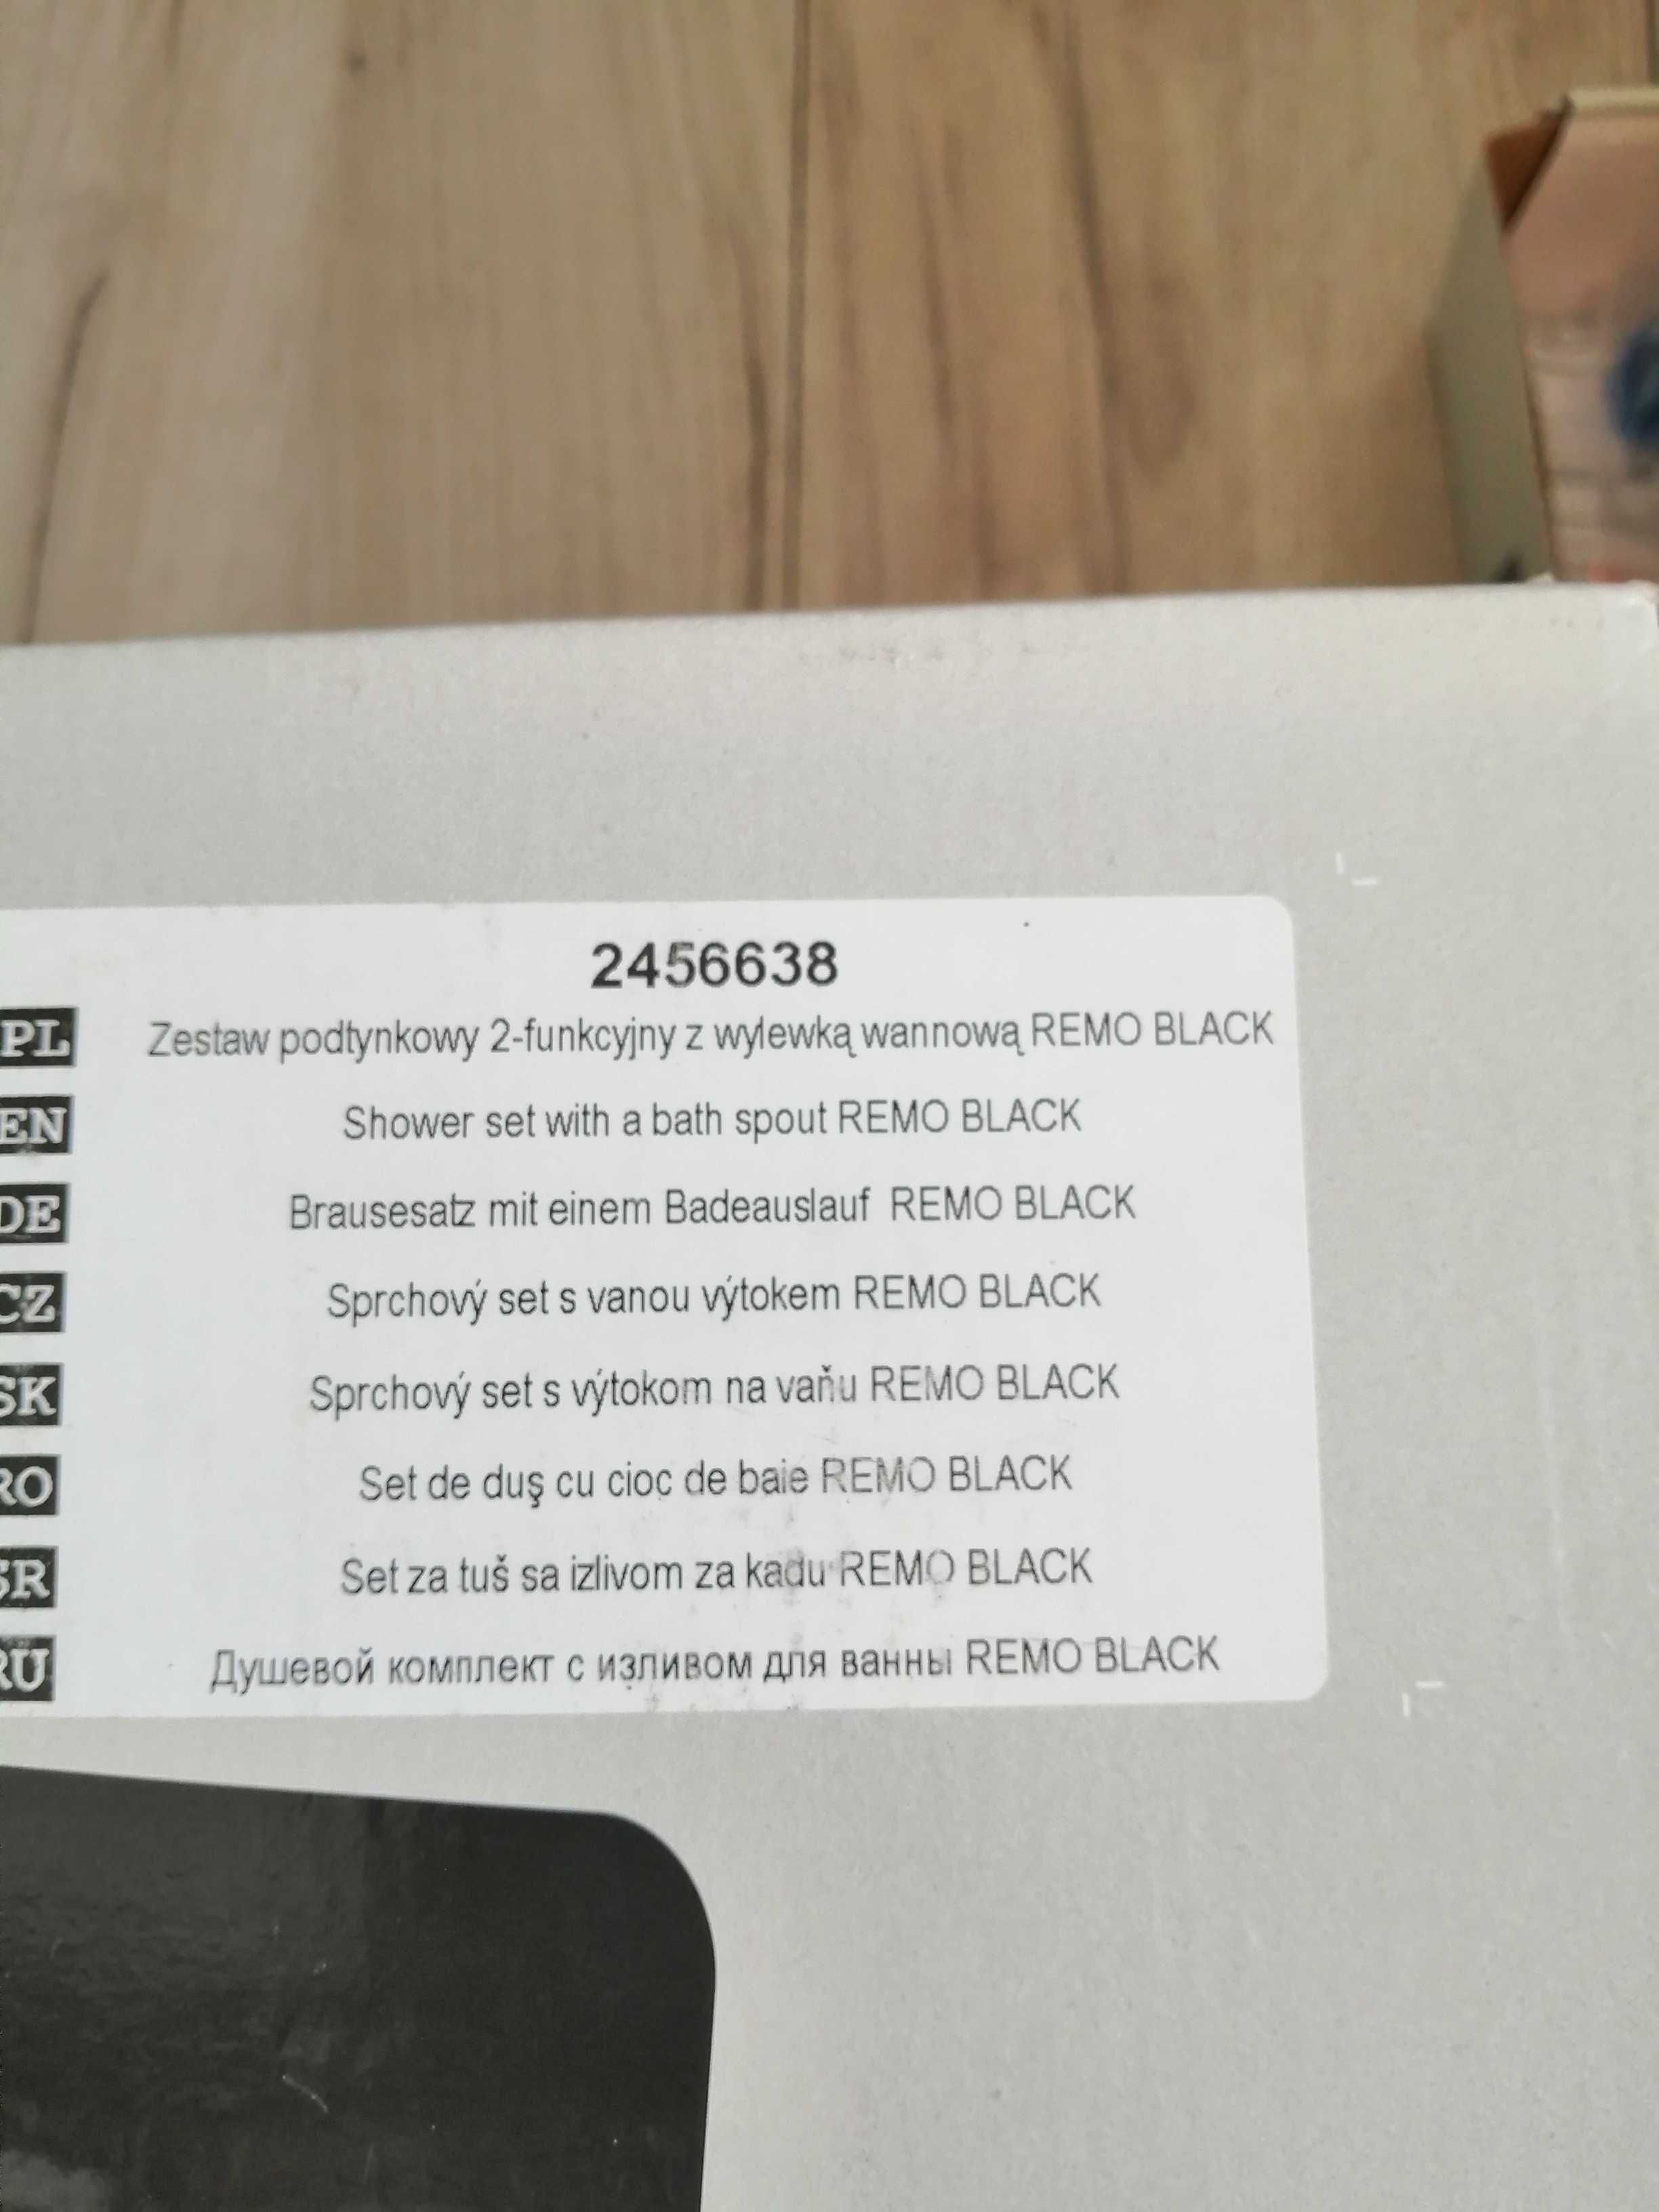 2456638
PL Zestaw podtynkowy 2-funkcyjny z wylewką wannową REMO BLACK
EN Shower set with a bath spout REMO BLACK
DE Brausesatz mit einem Badeauslauf REMO BLACK
CZ Sprchový set s vanou výtokem REMO BLACK
SK Sprchový set s výtokom na vaňu REMO BLACK
RO Set de duş cu cioc de baie REMO BLACK
SR Set za tuš sa izlivom za kadu REMO BLACK
RU Душевой комплект с изливом для ванны REMO BLACK